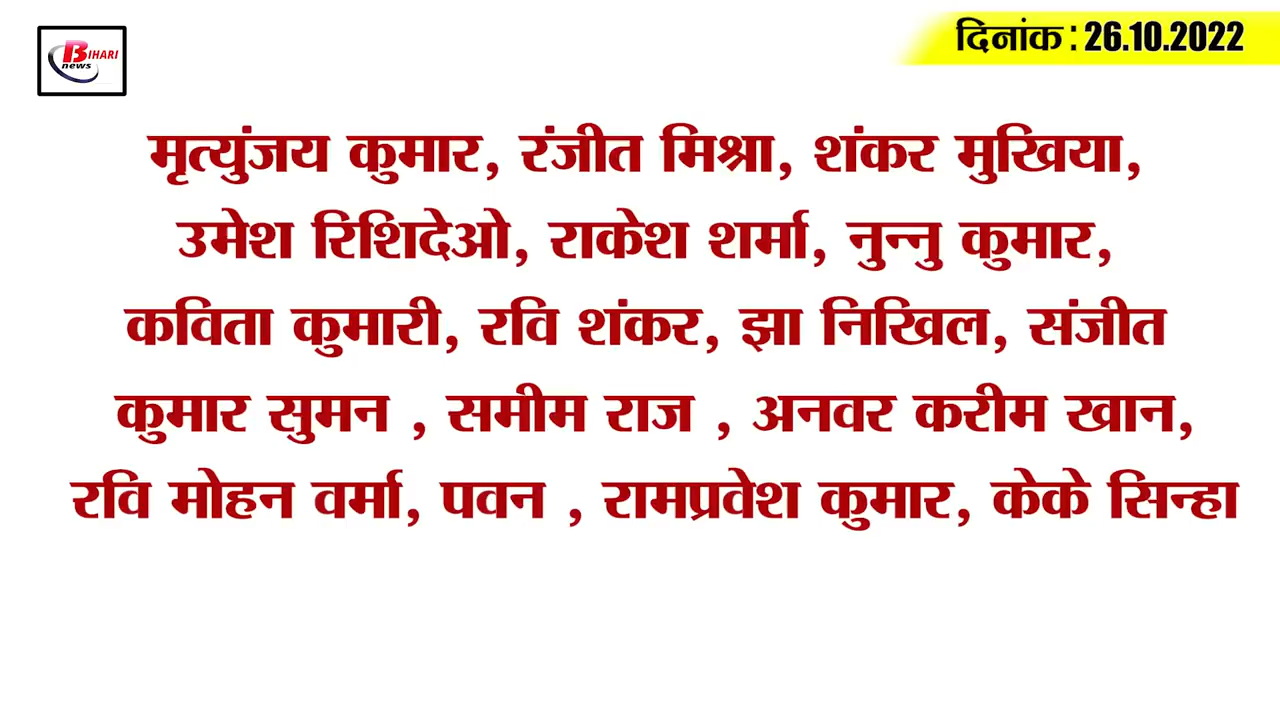 BIHARI
news
दिनांक : 26.10.2022
मृत्युंजय कुमार, रंजीत मिश्रा, शंकर मुखिया,
उमेश रिशिदेओ, राकेश शर्मा, नुन्नु कुमार,
कविता कुमारी, रवि शंकर, झा निखिल, संजीत
कुमार सुमन , समीम राज , अनवर करीम खान,
रवि मोहन वर्मा, पवन , रामप्रवेश कुमार, केके सिन्हा